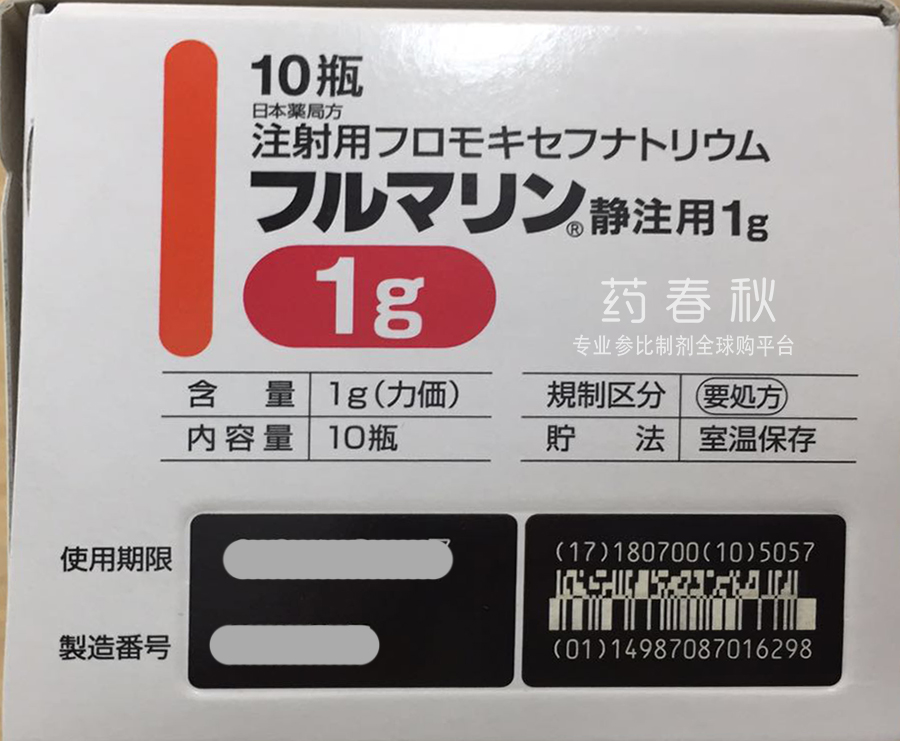 10瓶
日本薬局方
注射用フロモキセフナトリウム
フルマリン®静注用1g
1g
药春秋
专业参比制剂全球购平台
含量 1g(力価)
内容量 10瓶
規制区分 要処方
貯法 室温保存
使用期限
製造番号
(17)180700(10)5057
(01)14987087016298